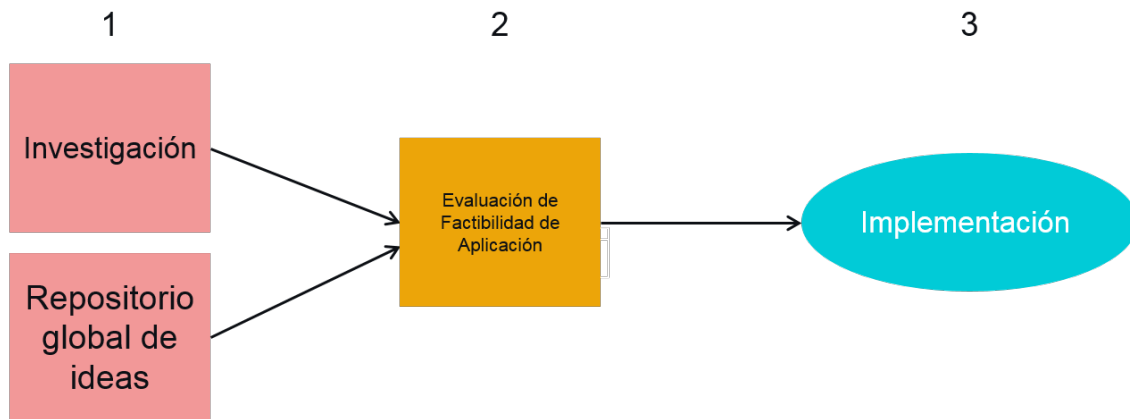 1
2
3
Investigación
Repositorio
global de
ideas
Evaluación de
Factibilidad de
Aplicación
Implementación